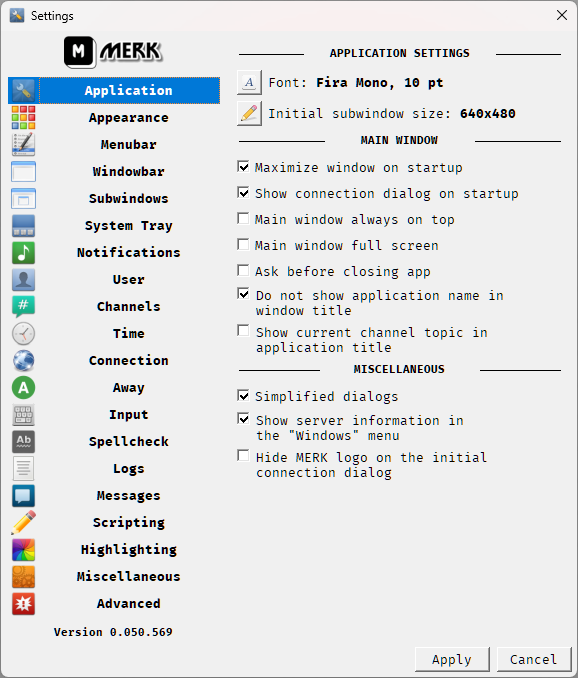 Settings
M MERK
Application
Appearance
Menubar
Windowbar
Subwindows
System Tray
Notifications
User
#
Channels
Time
Connection
A
Away
Input
Ab
Spellcheck
Logs
Messages
Scripting
Highlighting
Miscellaneous
Advanced
Version 0.050.569
APPLICATION SETTINGS
A
Font: Fira Mono, 10 pt
Initial subwindow size: 640x480
MAIN WINDOW
Maximize window on startup
Show connection dialog on startup
Main window always on top
Main window full screen
Ask before closing app
Do not show application name in
window title
Show current channel topic in
application title
MISCELLANEOUS
Simplified dialogs
Show server information in
the "Windows" menu
Hide MERK logo on the initial
connection dialog
Apply
Cancel